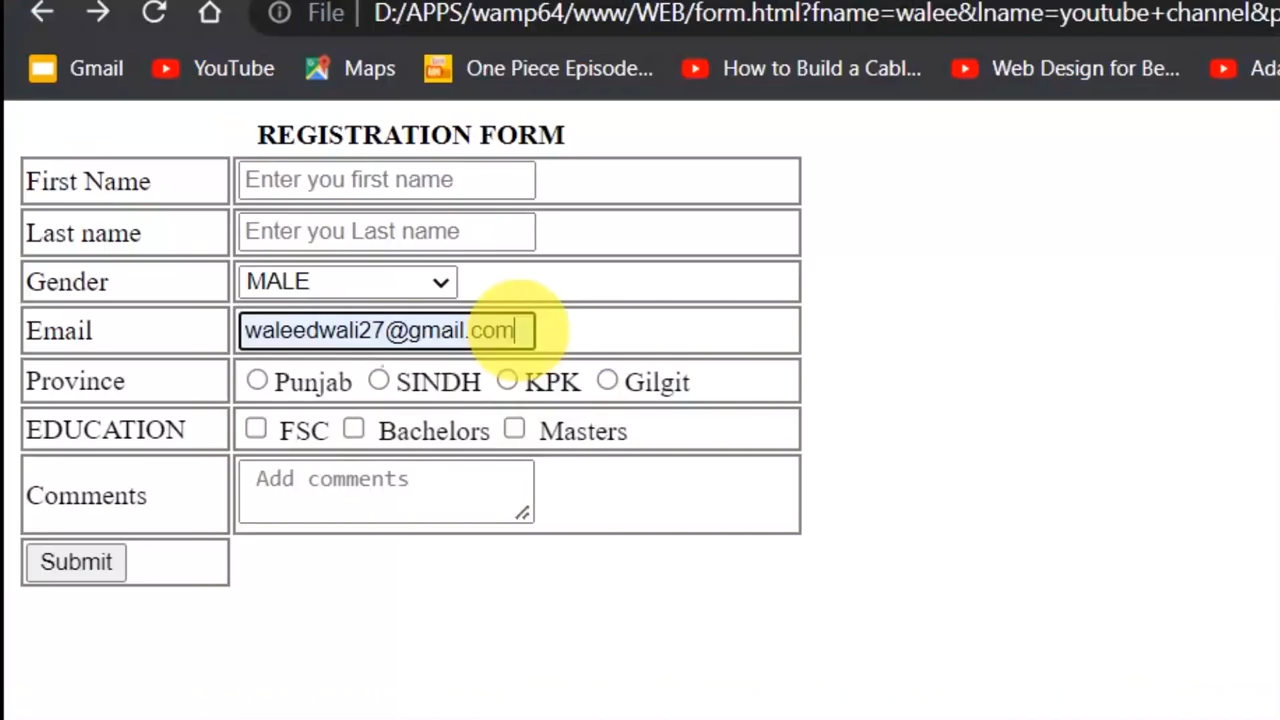 File D:/APPS/wamp64/www/WEB/form.html?fname=walee&lname=youtube+channel&p
Gmail YouTube Maps One Piece Episode... How to Build a Cabl... Web Design for Be... Ada
REGISTRATION FORM
First Name Enter you first name
Last name Enter you Last name
Gender MALE
Email waleedwali27@gmail.com
Province Punjab SINDH KPK Gilgit
EDUCATION FSC Bachelors Masters
Comments Add comments
Submit